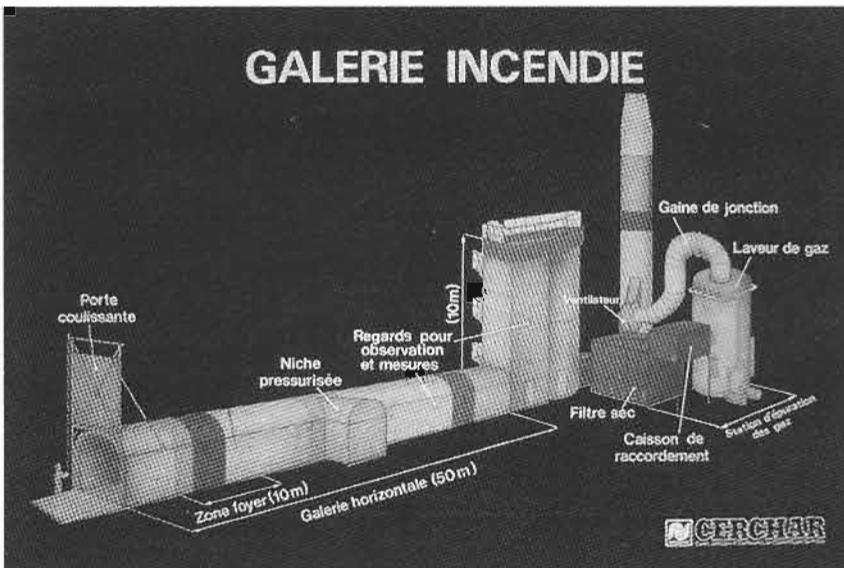 GALERIE INCENDIE
Gaine de jonction
Laveur de gaz
Ventilateur
(10m)
Porte
coulissante
Regards pour
observation
et mesures
Niche
pressurisée
Filtre sec
Caisson de
raccordement
Station d'épuration
des gaz
Zone foyer (10m)
Galerie horizontale (50m)
CERCHAR